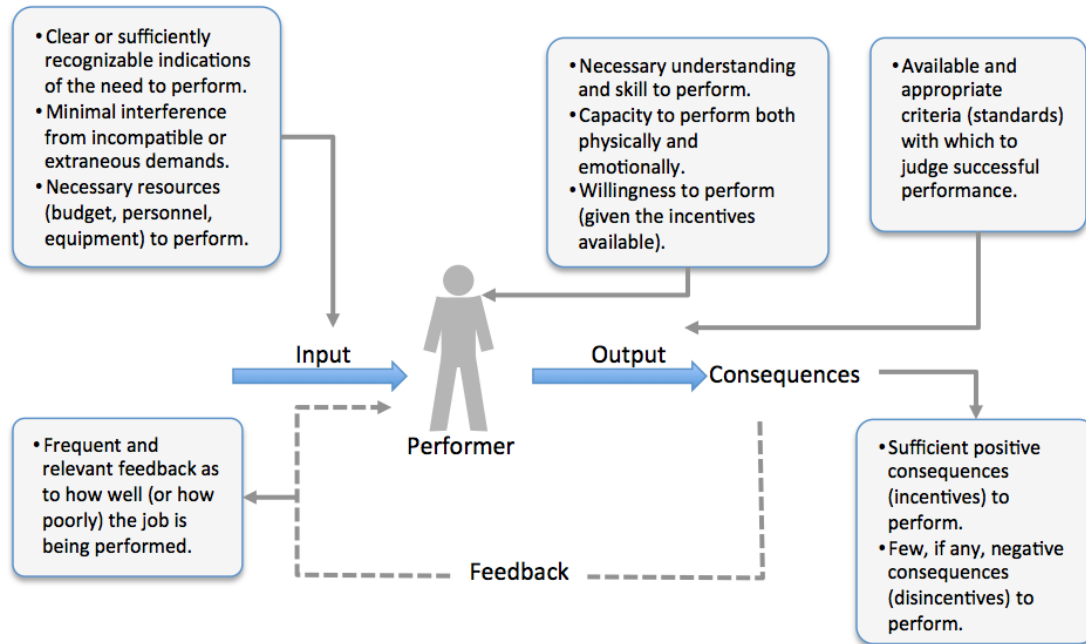 • Clear or sufficiently
recognizable indications
of the need to perform.
• Minimal interference
from incompatible or
extraneous demands.
• Necessary resources
(budget, personnel,
equipment) to perform.
• Necessary understanding
and skill to perform.
• Capacity to perform both
physically and
emotionally.
• Willingness to perform
(given the incentives
available).
• Available and
appropriate
criteria (standards)
with which to
judge successful
performance.
Input
Output
Consequences
Performer
• Frequent and
relevant feedback as
to how well (or how
poorly) the job is
being performed.
Feedback
• Sufficient positive
consequences
(incentives) to
perform.
• Few, if any, negative
consequences
(disincentives) to
perform.